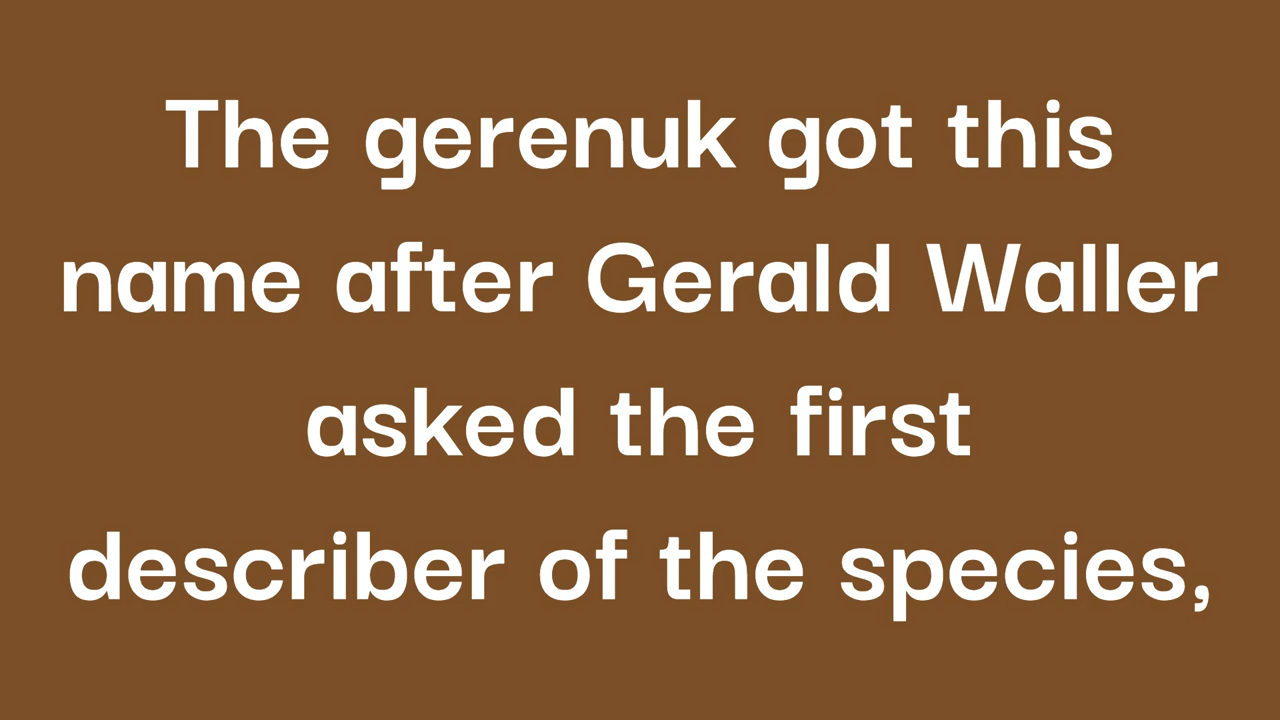 The gerenuk got this
name after Gerald Waller
asked the first
describer of the species,